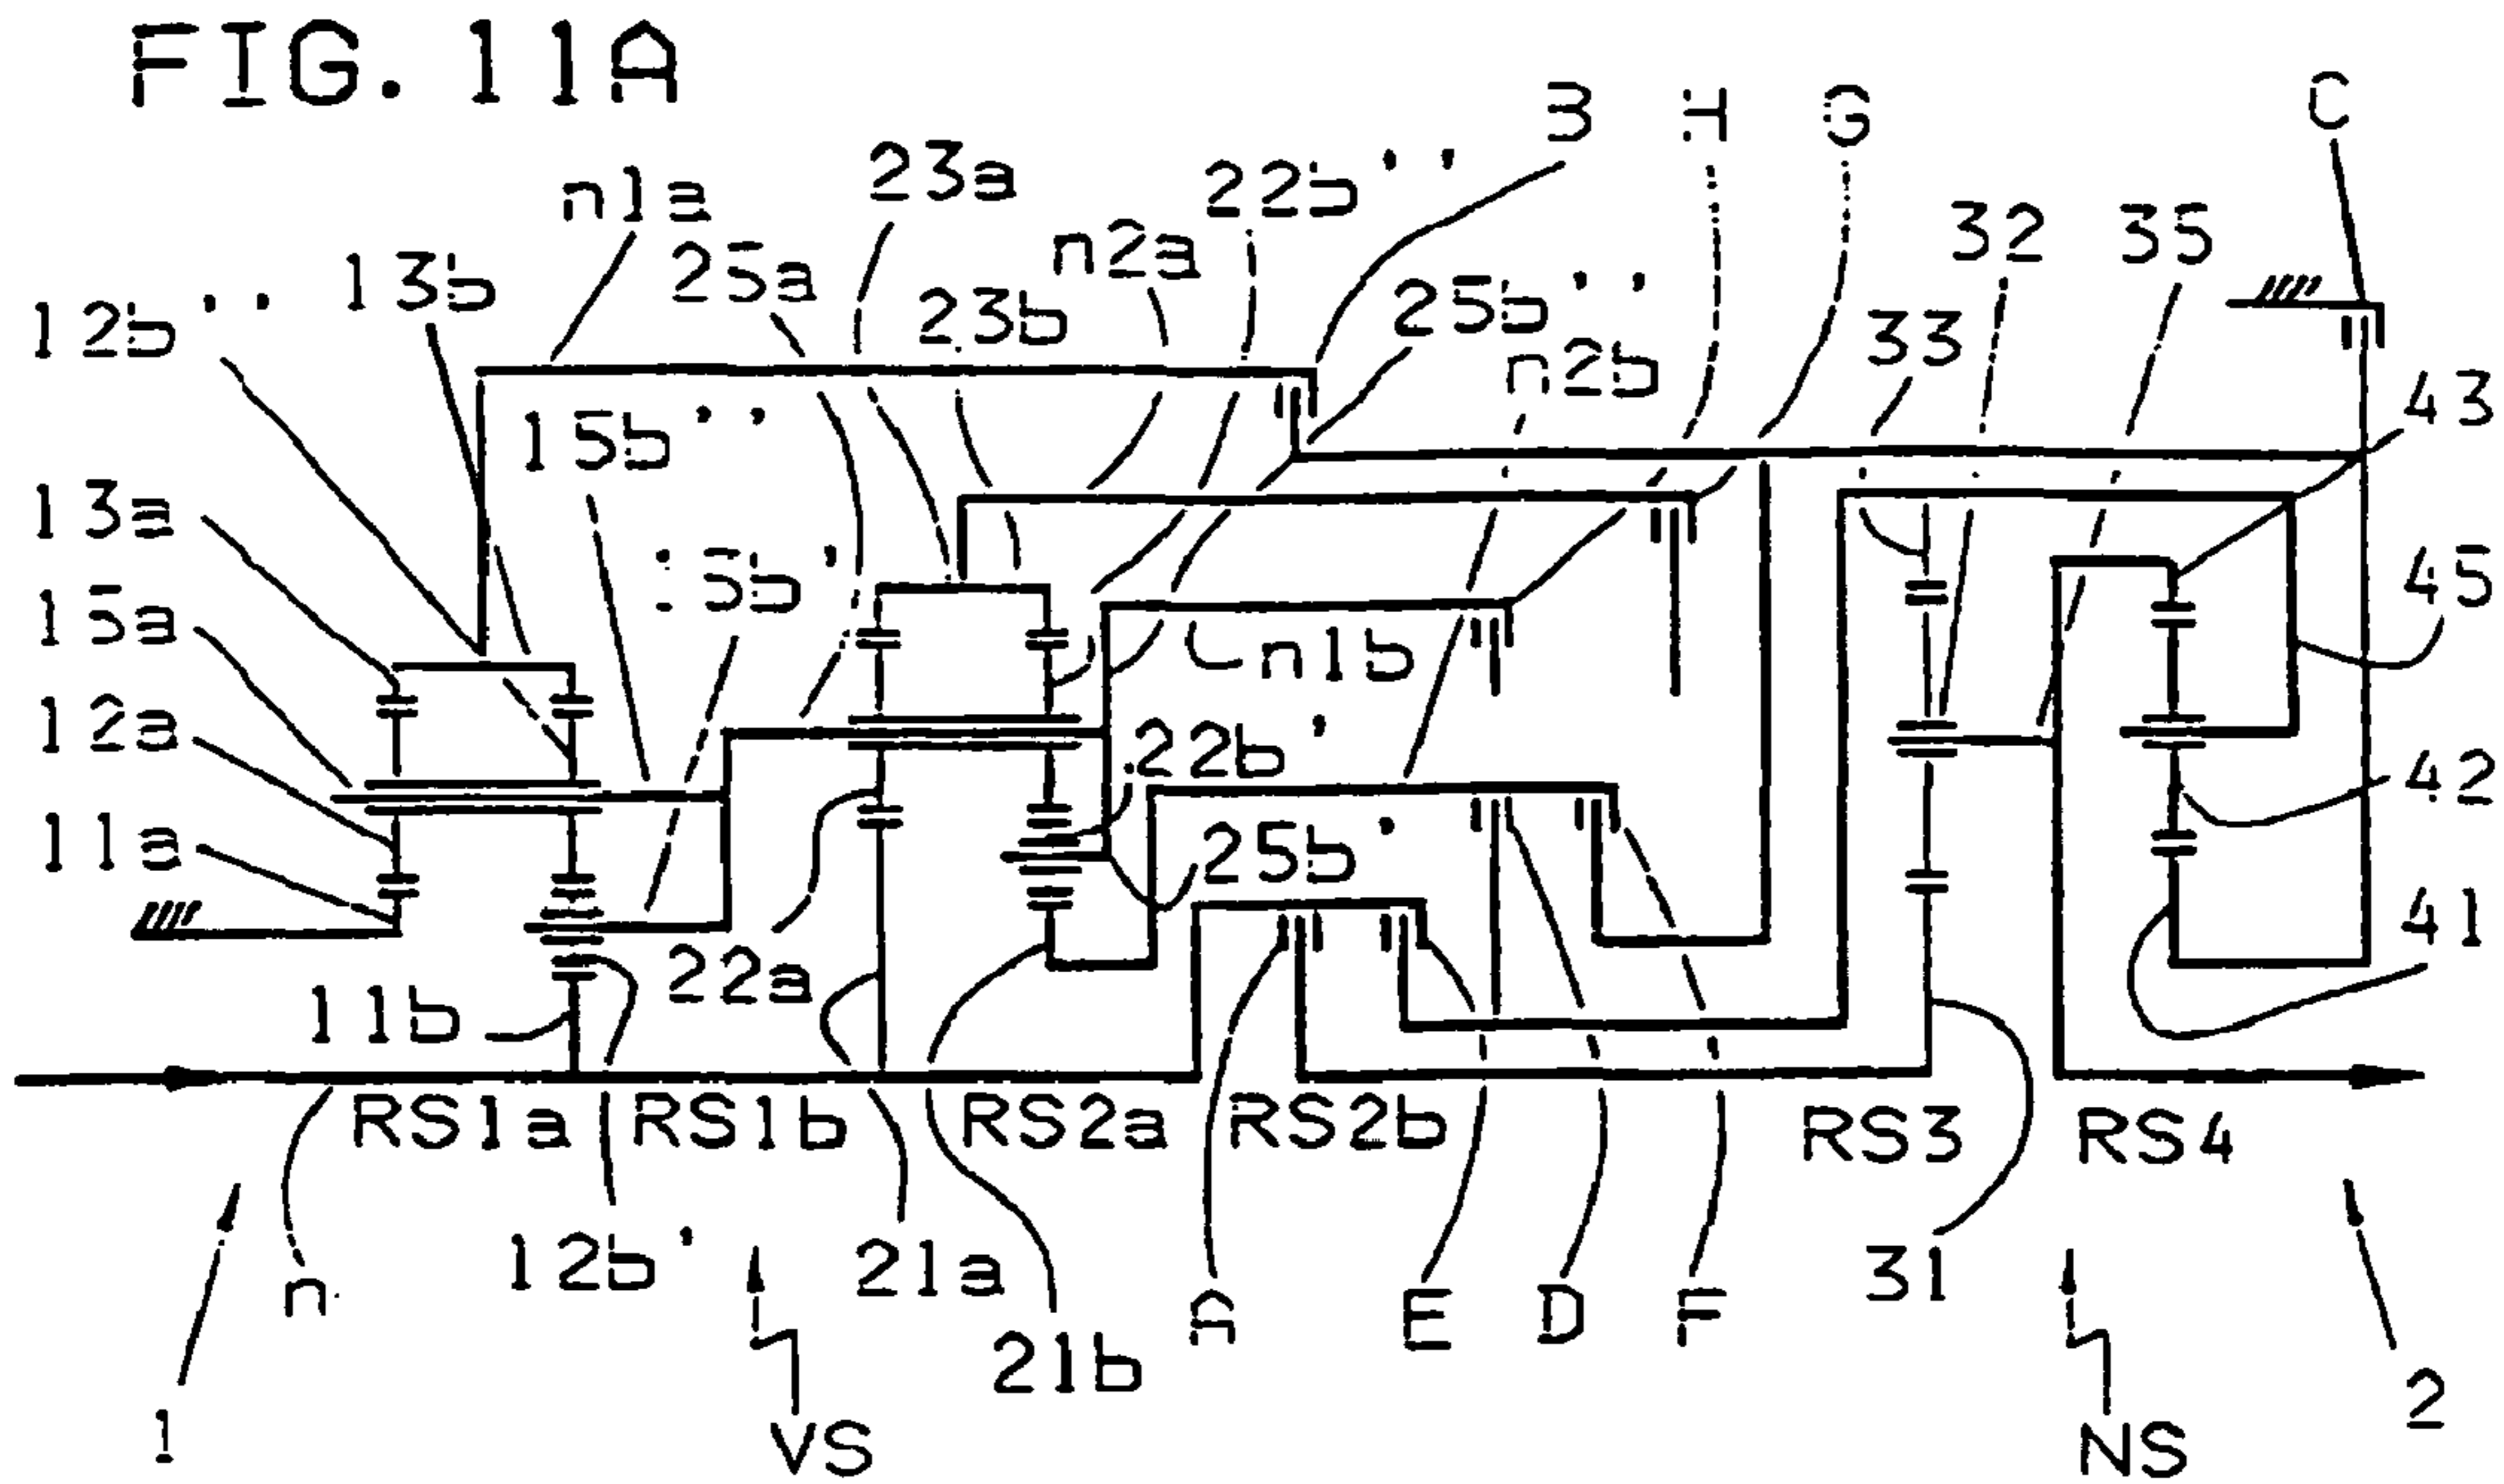 FIG. 11A
3 H G C
n1a 23a 22b'' 32 35
13b 25a n2a 25b''
12b'' 23b 33
n2b
15b'' 43
13a
15a 45
n1b
12a 22b' 42
11a 25b'
22a 41
11b
RS1a RS1b RS2a RS2b RS3 RS4
n 12b' 21a A E D F 31
21b
1 VS NS 2